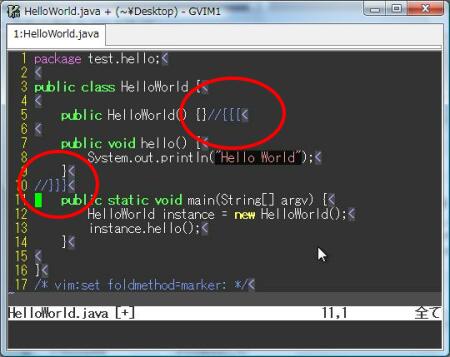 HelloWorld.java + (~¥Desktop) - GVIM1
1:HelloWorld.java
1 package test.hello;<
2 <
3 public class HelloWorld {<
4 <
5     public HelloWorld() {}//[[[<
6 <
7     public void hello() {<
8         System.out.println("Hello World");<
9     }<
10 //]]]<
11     public static void main(String[] argv) {<
12         HelloWorld instance = new HelloWorld();<
13         instance.hello();<
14     }<
15 <
16 }<
17 /* vim:set foldmethod=marker: */<
HelloWorld.java [+] 11,1 全て